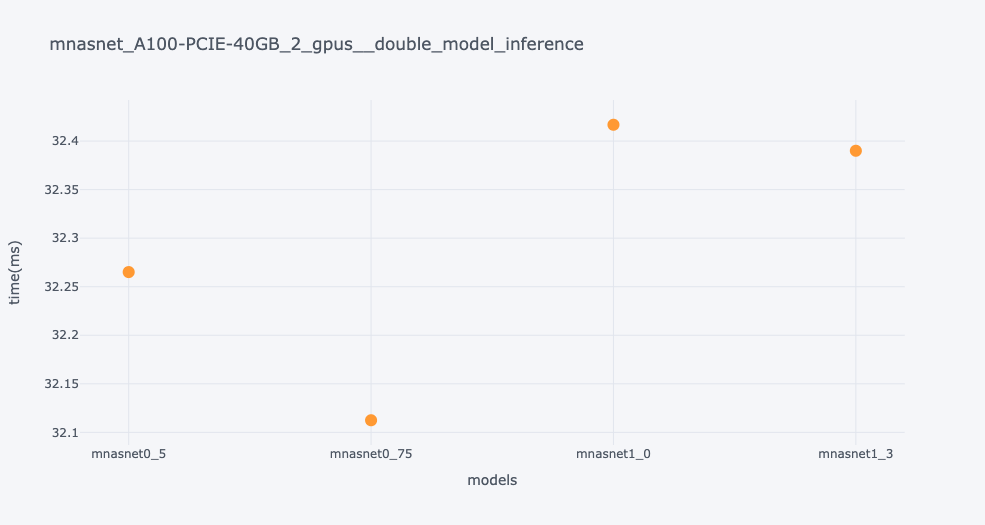 mnasnet_A100-PCIE-40GB_2_gpus__double_model_inference
32.4
32.35
32.3
32.25
32.2
32.15
32.1
time(ms)
mnasnet0_5
mnasnet0_75
mnasnet1_0
mnasnet1_3
models